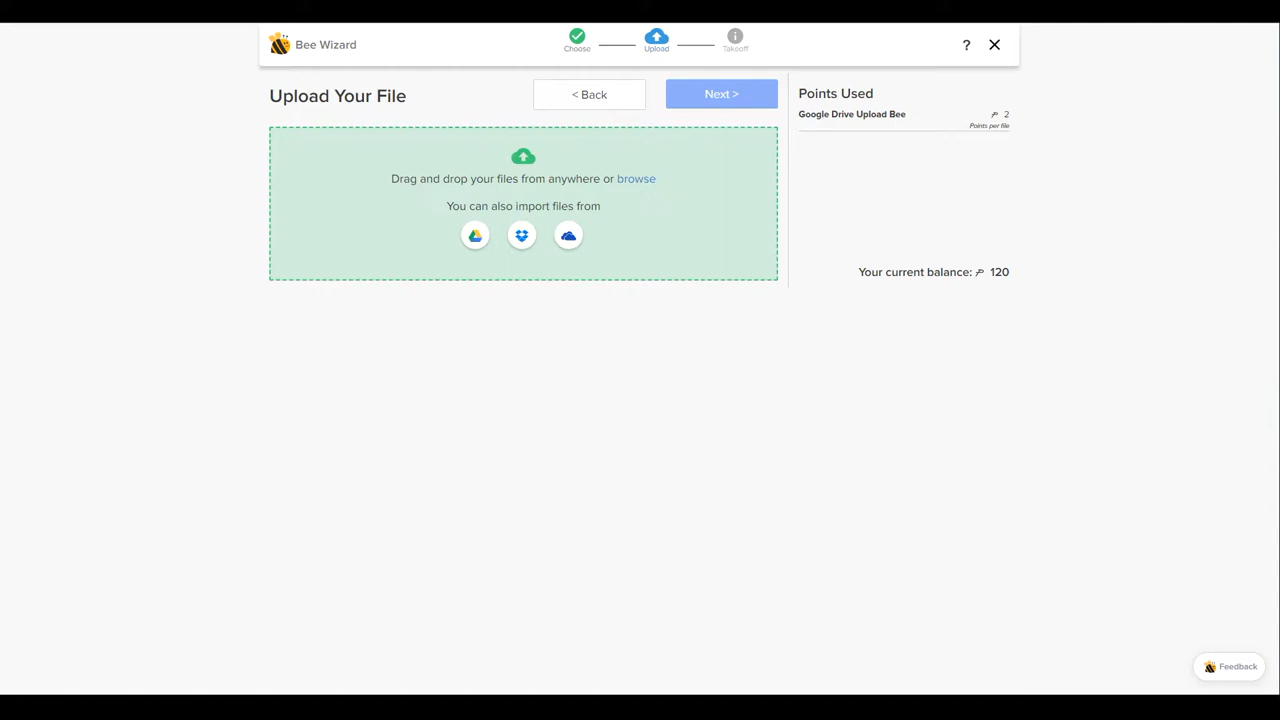 Bee Wizard
Choose
Upload
Takeoff
?
Upload Your File
< Back
Next >
Drag and drop your files from anywhere or browse
You can also import files from
Points Used
Google Drive Upload Bee 2
Points per file
Your current balance: 120
Feedback